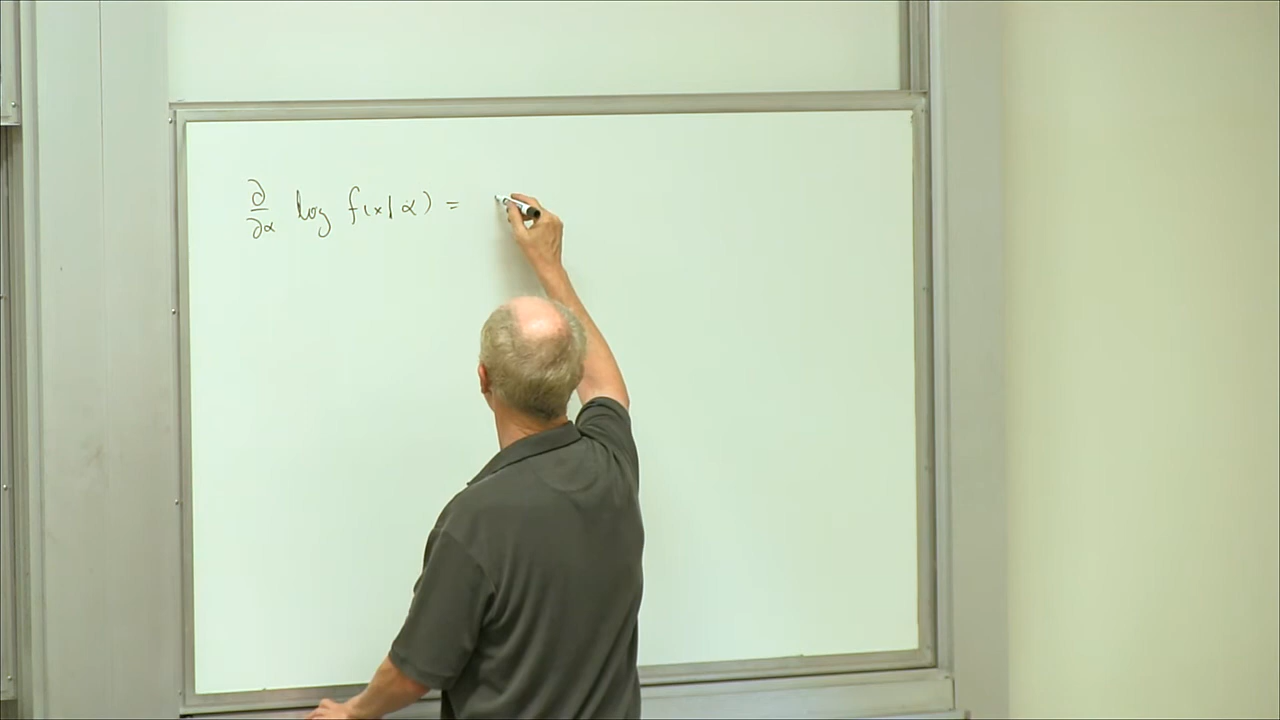 ∂/∂α log f(x|α) =